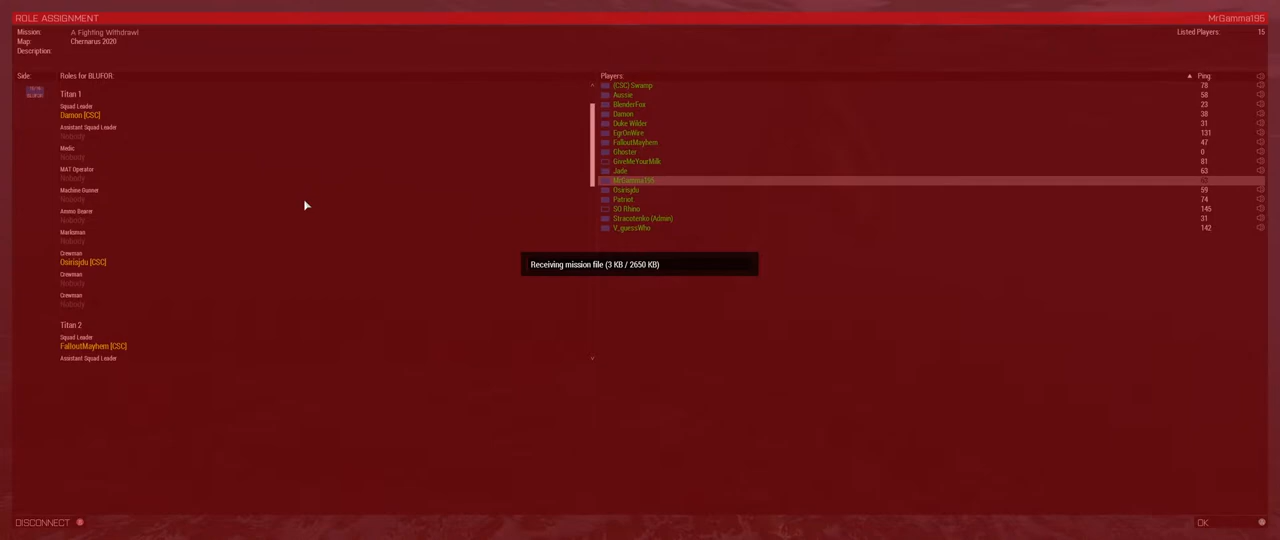 ROLE ASSIGNMENT
MrGamma195
Mission: A Fighting Withdrawl
Listed Players: 15
Map: Chernarus 2020
Description:
Side:
Roles for BLUFOR:
Titan 1
Squad Leader
Damon [CSC]
Assistant Squad Leader
Nobody
Medic
Nobody
MAT Operator
Nobody
Machine Gunner
Nobody
Ammo Bearer
Nobody
Marksman
Nobody
Crewman
Osirisjdu [CSC]
Crewman
Nobody
Crewman
Nobody
Titan 2
Squad Leader
FalloutMayhem [CSC]
Assistant Squad Leader
Players: Ping:
(CSC) Swamp 78
Aussie 58
BlenderFox 23
Damon 38
Duke Wilder 31
EgrOnWire 131
FalloutMayhem 47
Ghoster 0
GiveMeYourMilk 81
Jade 63
MrGamma195
Osirisjdu 59
Patriot 74
SO Rhino 145
Stracotenko (Admin) 31
V_guessWho 142
Receiving mission file (3 KB / 2650 KB)
DISCONNECT
OK